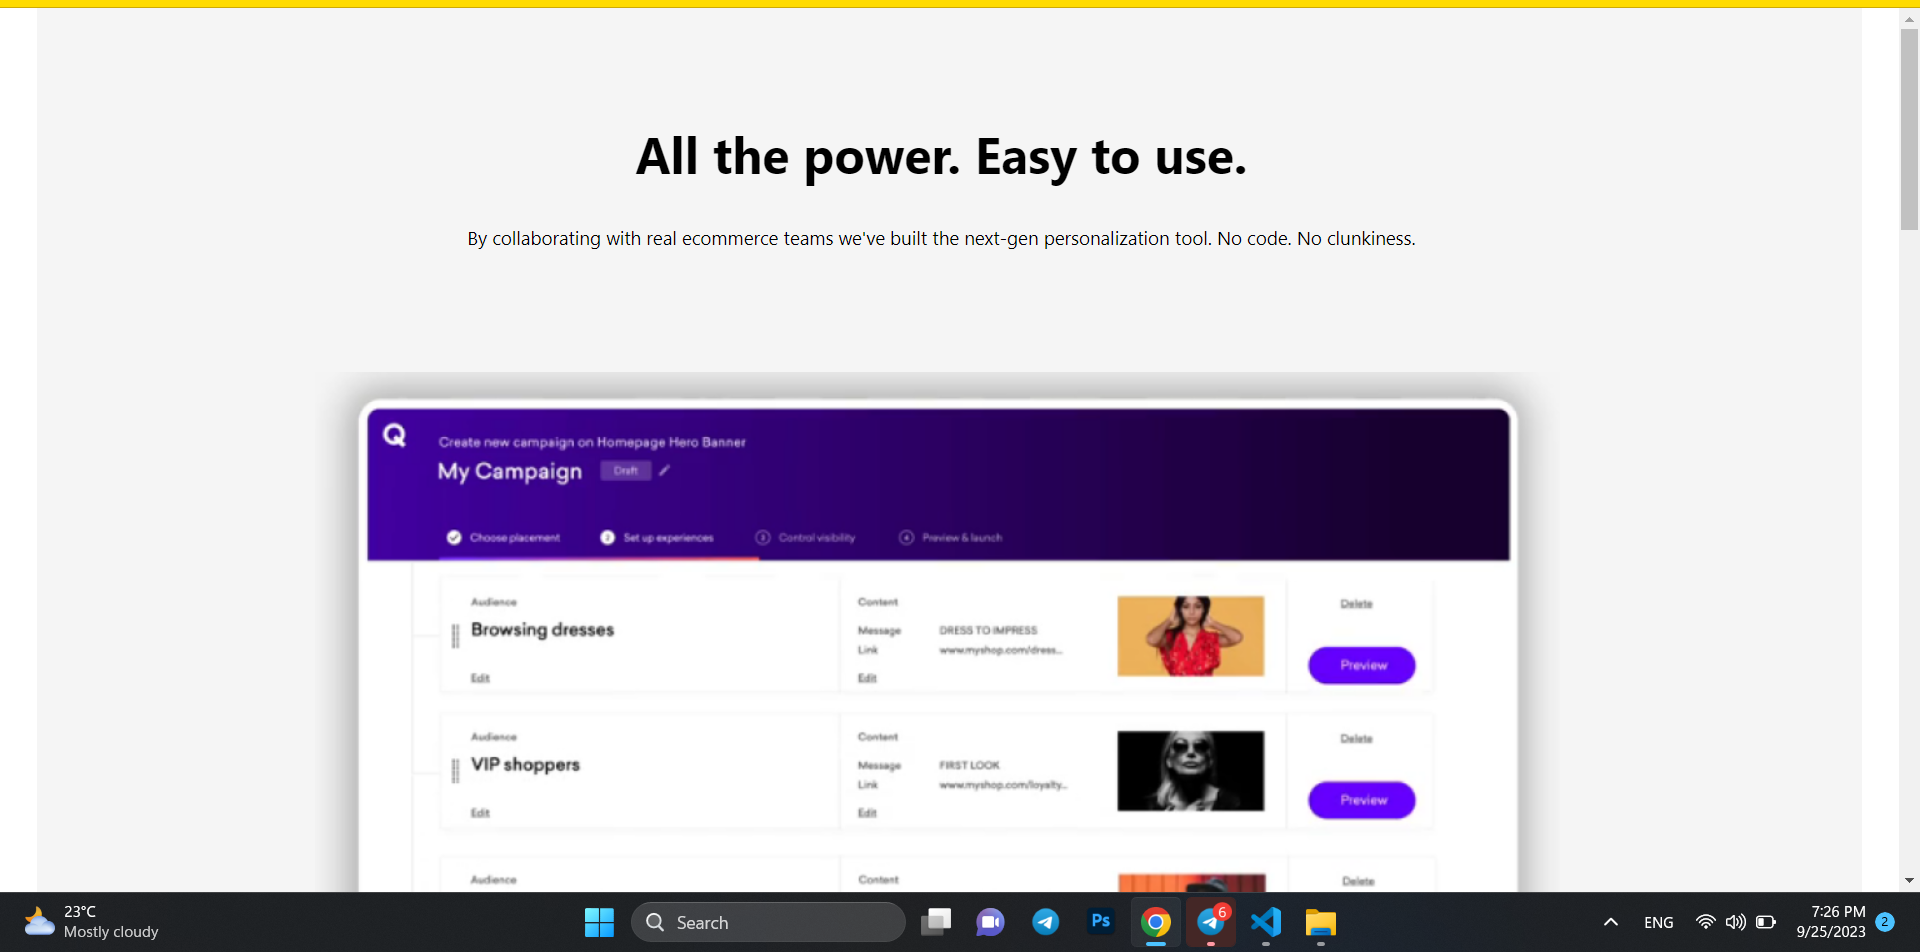 All the power. Easy to use.
By collaborating with real ecommerce teams we've built the next-gen personalization tool. No code. No clunkiness.
Q
Create new campaign on Homepage Hero Banner
My Campaign Draft
Choose placement 2 Set up experiences 3 Control visibility 4 Preview & launch
Audience Content Delete
Browsing dresses Message DRESS TO IMPRESS
Link www.myshop.com/dress... Preview
Edit Edit
Audience Content Delete
VIP shoppers Message FIRST LOOK
Link www.myshop.com/loyalty... Preview
Edit Edit
Audience Content Delete
23°C
Mostly cloudy
Search
Ps
6
ENG
7:26 PM
9/25/2023
2